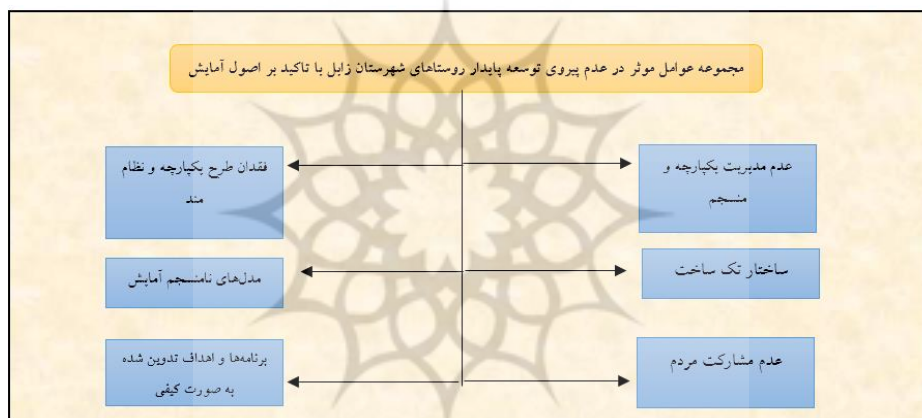 مجموعه عوامل موثر در عدم پیروی توسعه پایدار روستاهای شهرستان زابل با تاکید بر اصول آمایش
عدم مدیریت یکپارچه و
منسجم
فقدان طرح یکپارچه و نظام
مند
ساختار تک ساخت
مدل‌های نامنسجم آمایش
عدم مشارکت مردم
برنامه‌ها و اهداف تدوین شده
به صورت کیفی